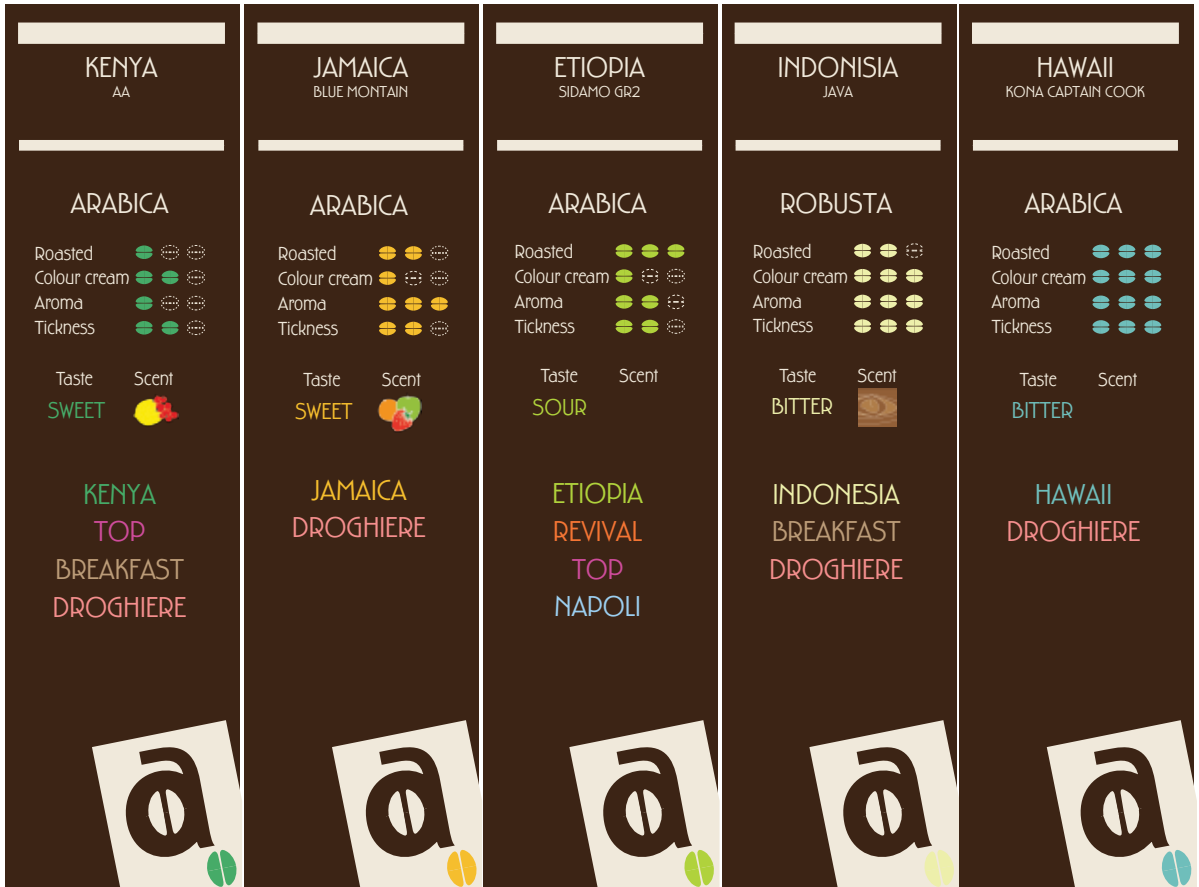 KENYA
AA
ARABICA
Roasted
Colour cream
Aroma
Tickness
Taste Scent
SWEET
KENYA
TOP
BREAKFAST
DROGHIERE
a
JAMAICA
BLUE MONTAIN
ARABICA
Roasted
Colour cream
Aroma
Tickness
Taste Scent
SWEET
JAMAICA
DROGHIERE
a
ETIOPIA
SIDAMO GR2
ARABICA
Roasted
Colour cream
Aroma
Tickness
Taste Scent
SOUR
ETIOPIA
REVIVAL
TOP
NAPOLI
a
INDONISIA
JAVA
ROBUSTA
Roasted
Colour cream
Aroma
Tickness
Taste Scent
BITTER
INDONESIA
BREAKFAST
DROGHIERE
a
HAWAII
KONA CAPTAIN COOK
ARABICA
Roasted
Colour cream
Aroma
Tickness
Taste Scent
BITTER
HAWAII
DROGHIERE
a